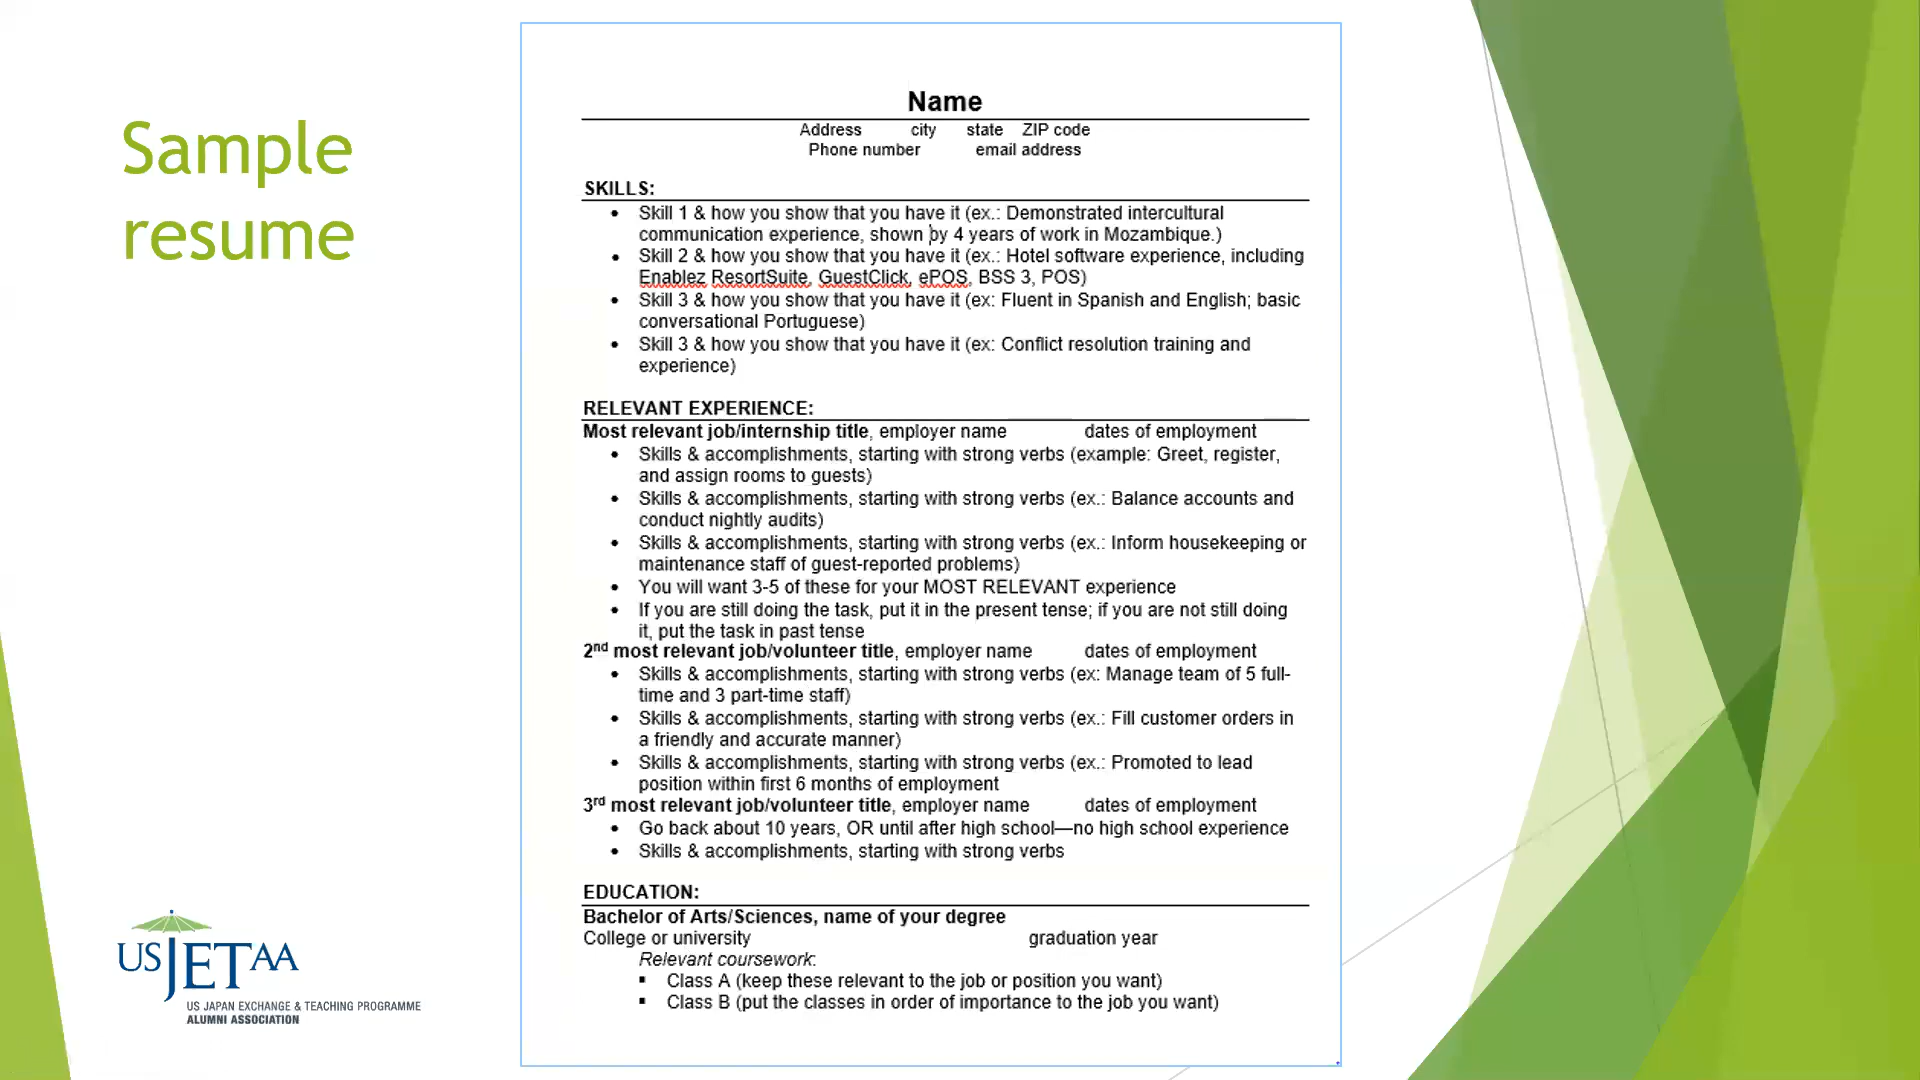 Sample
resume
Name
Address city state ZIP code
Phone number email address
SKILLS:
• Skill 1 & how you show that you have it (ex.: Demonstrated intercultural
communication experience, shown by 4 years of work in Mozambique.)
• Skill 2 & how you show that you have it (ex.: Hotel software experience, including
Enablez ResortSuite, GuestClick, ePOS, BSS 3, POS)
• Skill 3 & how you show that you have it (ex: Fluent in Spanish and English; basic
conversational Portuguese)
• Skill 3 & how you show that you have it (ex: Conflict resolution training and
experience)
RELEVANT EXPERIENCE:
Most relevant job/internship title, employer name dates of employment
• Skills & accomplishments, starting with strong verbs (example: Greet, register,
and assign rooms to guests)
• Skills & accomplishments, starting with strong verbs (ex.: Balance accounts and
conduct nightly audits)
• Skills & accomplishments, starting with strong verbs (ex.: Inform housekeeping or
maintenance staff of guest-reported problems)
• You will want 3-5 of these for your MOST RELEVANT experience
• If you are still doing the task, put it in the present tense; if you are not still doing
it, put the task in past tense
2nd most relevant job/volunteer title, employer name dates of employment
• Skills & accomplishments, starting with strong verbs (ex: Manage team of 5 full-
time and 3 part-time staff)
• Skills & accomplishments, starting with strong verbs (ex.: Fill customer orders in
a friendly and accurate manner)
• Skills & accomplishments, starting with strong verbs (ex.: Promoted to lead
position within first 6 months of employment
3rd most relevant job/volunteer title, employer name dates of employment
• Go back about 10 years, OR until after high school—no high school experience
• Skills & accomplishments, starting with strong verbs
EDUCATION:
Bachelor of Arts/Sciences, name of your degree
College or university graduation year
Relevant coursework:
▪ Class A (keep these relevant to the job or position you want)
▪ Class B (put the classes in order of importance to the job you want)
USJETAA
US JAPAN EXCHANGE & TEACHING PROGRAMME
ALUMNI ASSOCIATION